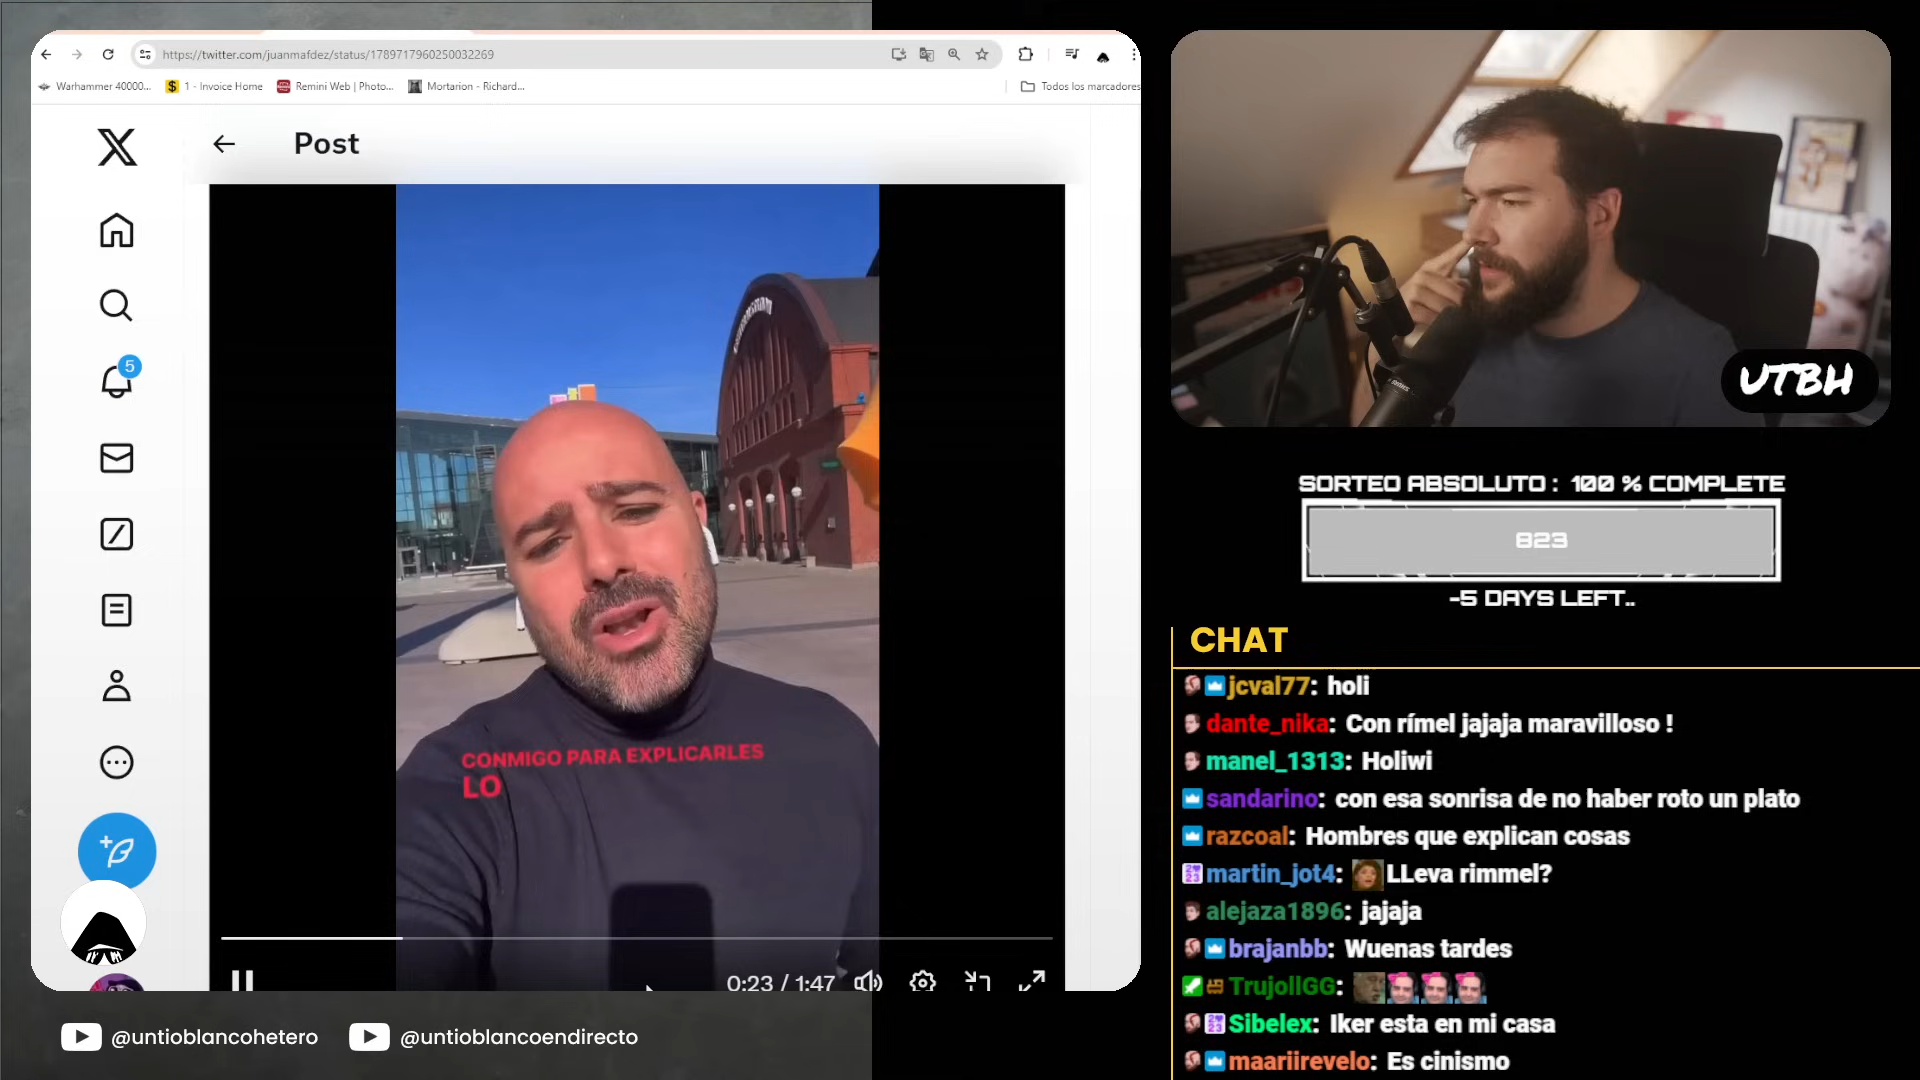 https://twitter.com/juanmafdez/status/1789717960250032269
Warhammer 40000...
1 - Invoice Home
Remini Web | Photo...
Mortarion - Richard...
Todos los marcadores
Post
5
CONMIGO PARA EXPLICARLES
LO
0:23 / 1:47
@untioblancohetero
@untioblancoendirecto
UTBH
SORTEO ABSOLUTO : 100 % COMPLETE
823
-5 DAYS LEFT..
CHAT
jcval77: holi
dante_nika: Con rímel jajaja maravilloso !
manel_1313: Holiwi
sandarino: con esa sonrisa de no haber roto un plato
razcoal: Hombres que explican cosas
martin_jot4: LLeva rimmel?
alejaza1896: jajaja
brajanbb: Wuenas tardes
TrujollGG:
Sibelex: Iker esta en mi casa
maariirevelo: Es cinismo